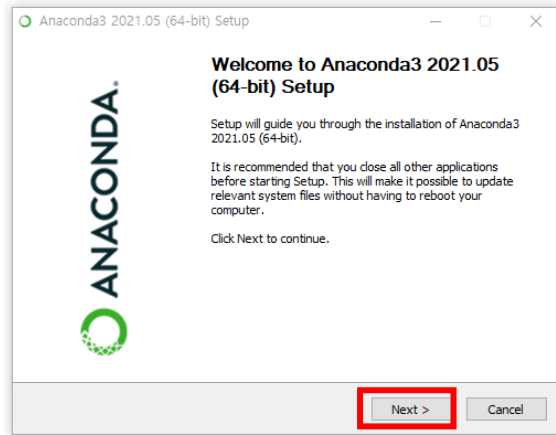 Anaconda3 2021.05 (64-bit) Setup
ANACONDA.
Welcome to Anaconda3 2021.05
(64-bit) Setup
Setup will guide you through the installation of Anaconda3
2021.05 (64-bit).
It is recommended that you close all other applications
before starting Setup. This will make it possible to update
relevant system files without having to reboot your
computer.
Click Next to continue.
Next >
Cancel